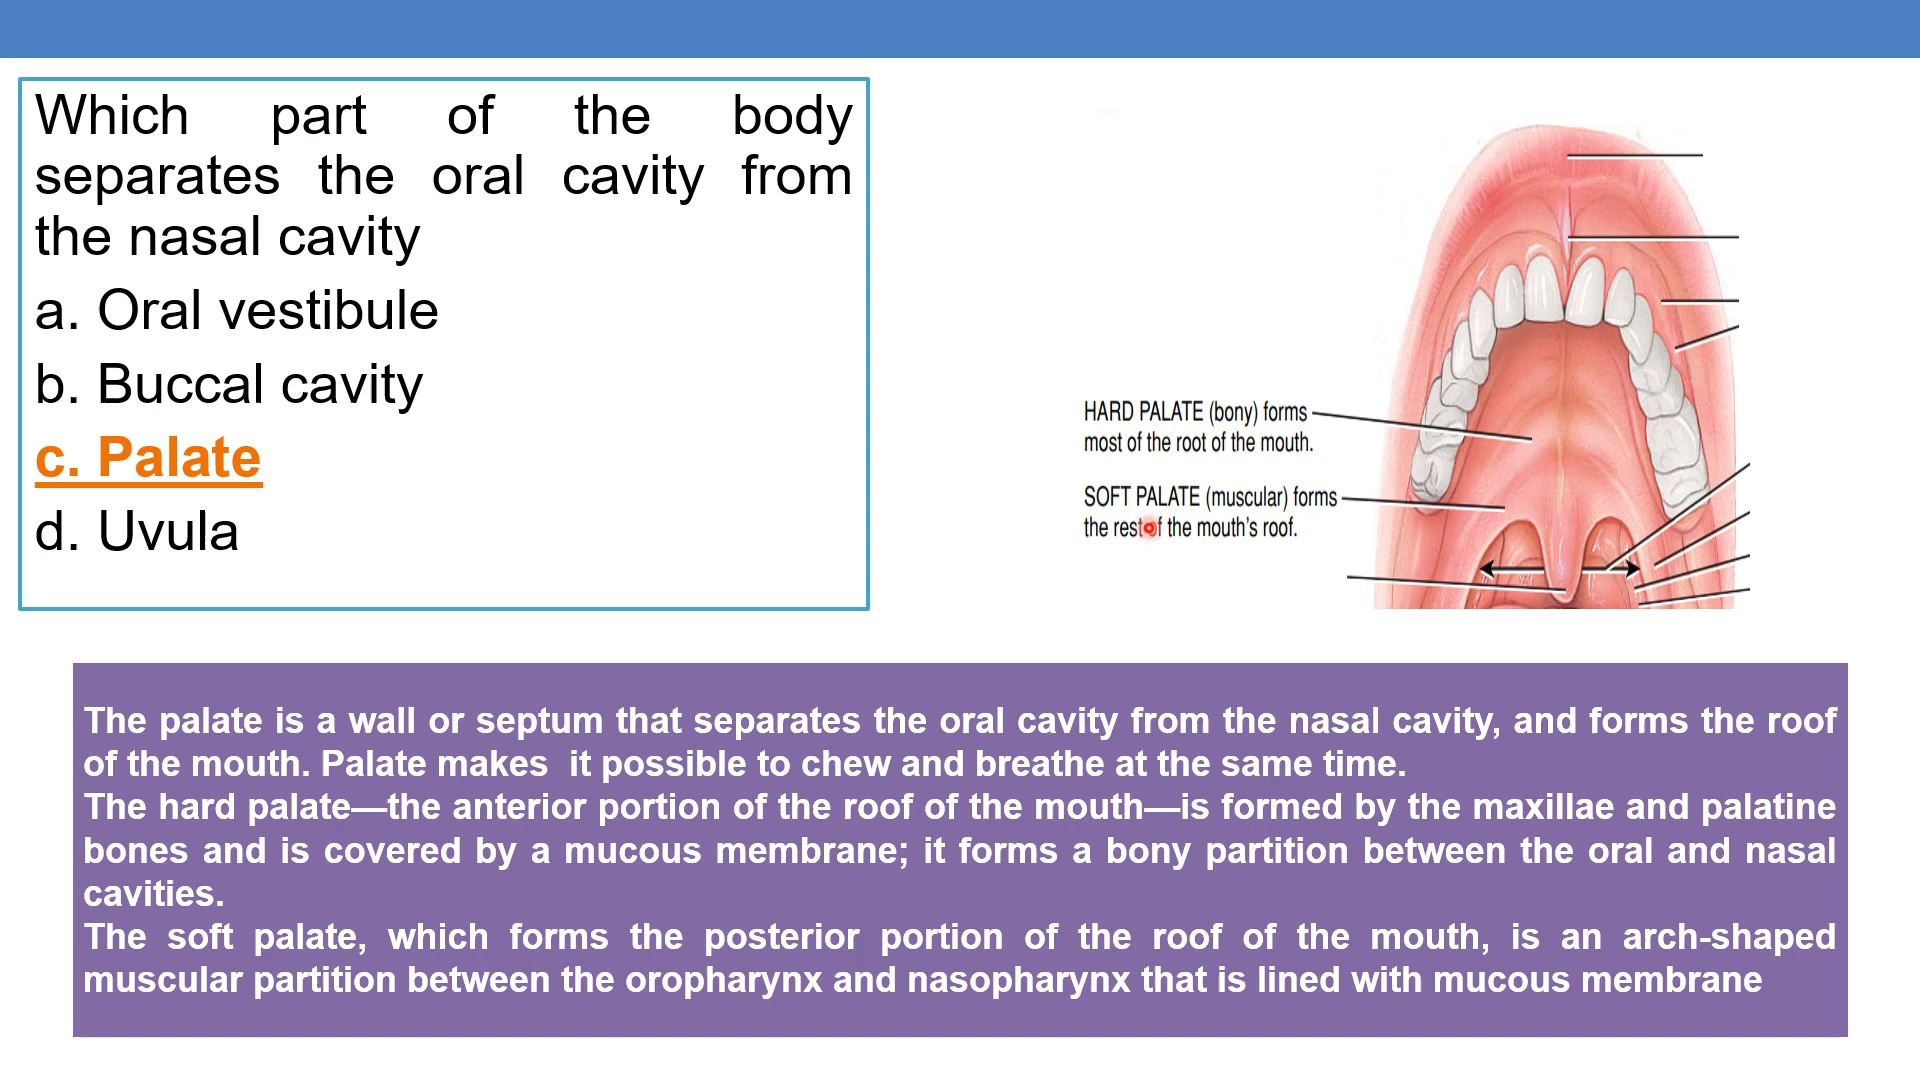 Which part of the body
separates the oral cavity from
the nasal cavity
a. Oral vestibule
b. Buccal cavity
c. Palate
d. Uvula
HARD PALATE (bony) forms
most of the root of the mouth.
SOFT PALATE (muscular) forms
the rest of the mouth's roof.
The palate is a wall or septum that separates the oral cavity from the nasal cavity, and forms the roof
of the mouth. Palate makes it possible to chew and breathe at the same time.
The hard palate—the anterior portion of the roof of the mouth—is formed by the maxillae and palatine
bones and is covered by a mucous membrane; it forms a bony partition between the oral and nasal
cavities.
The soft palate, which forms the posterior portion of the roof of the mouth, is an arch-shaped
muscular partition between the oropharynx and nasopharynx that is lined with mucous membrane